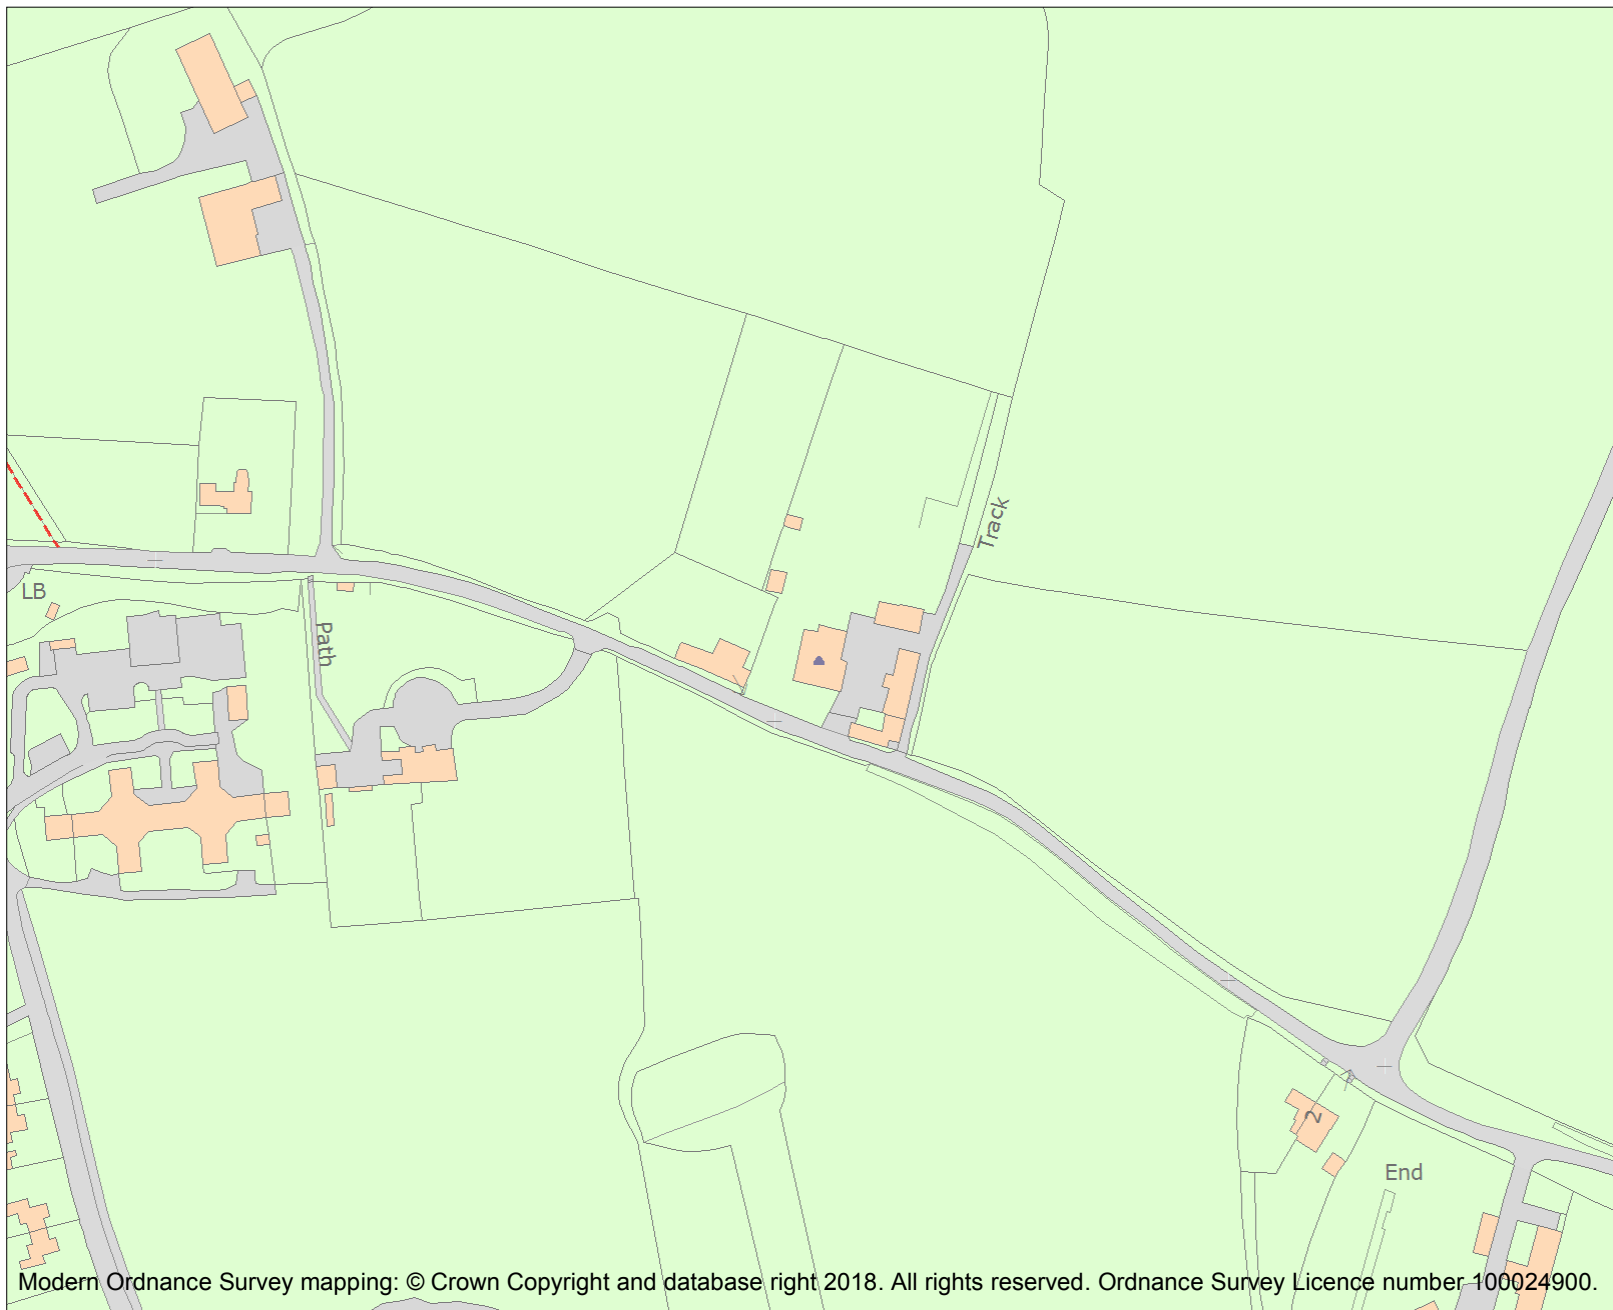 Track
LB
Path
2
End
Modern Ordnance Survey mapping: © Crown Copyright and database right 2018. All rights reserved. Ordnance Survey Licence number 100024900.